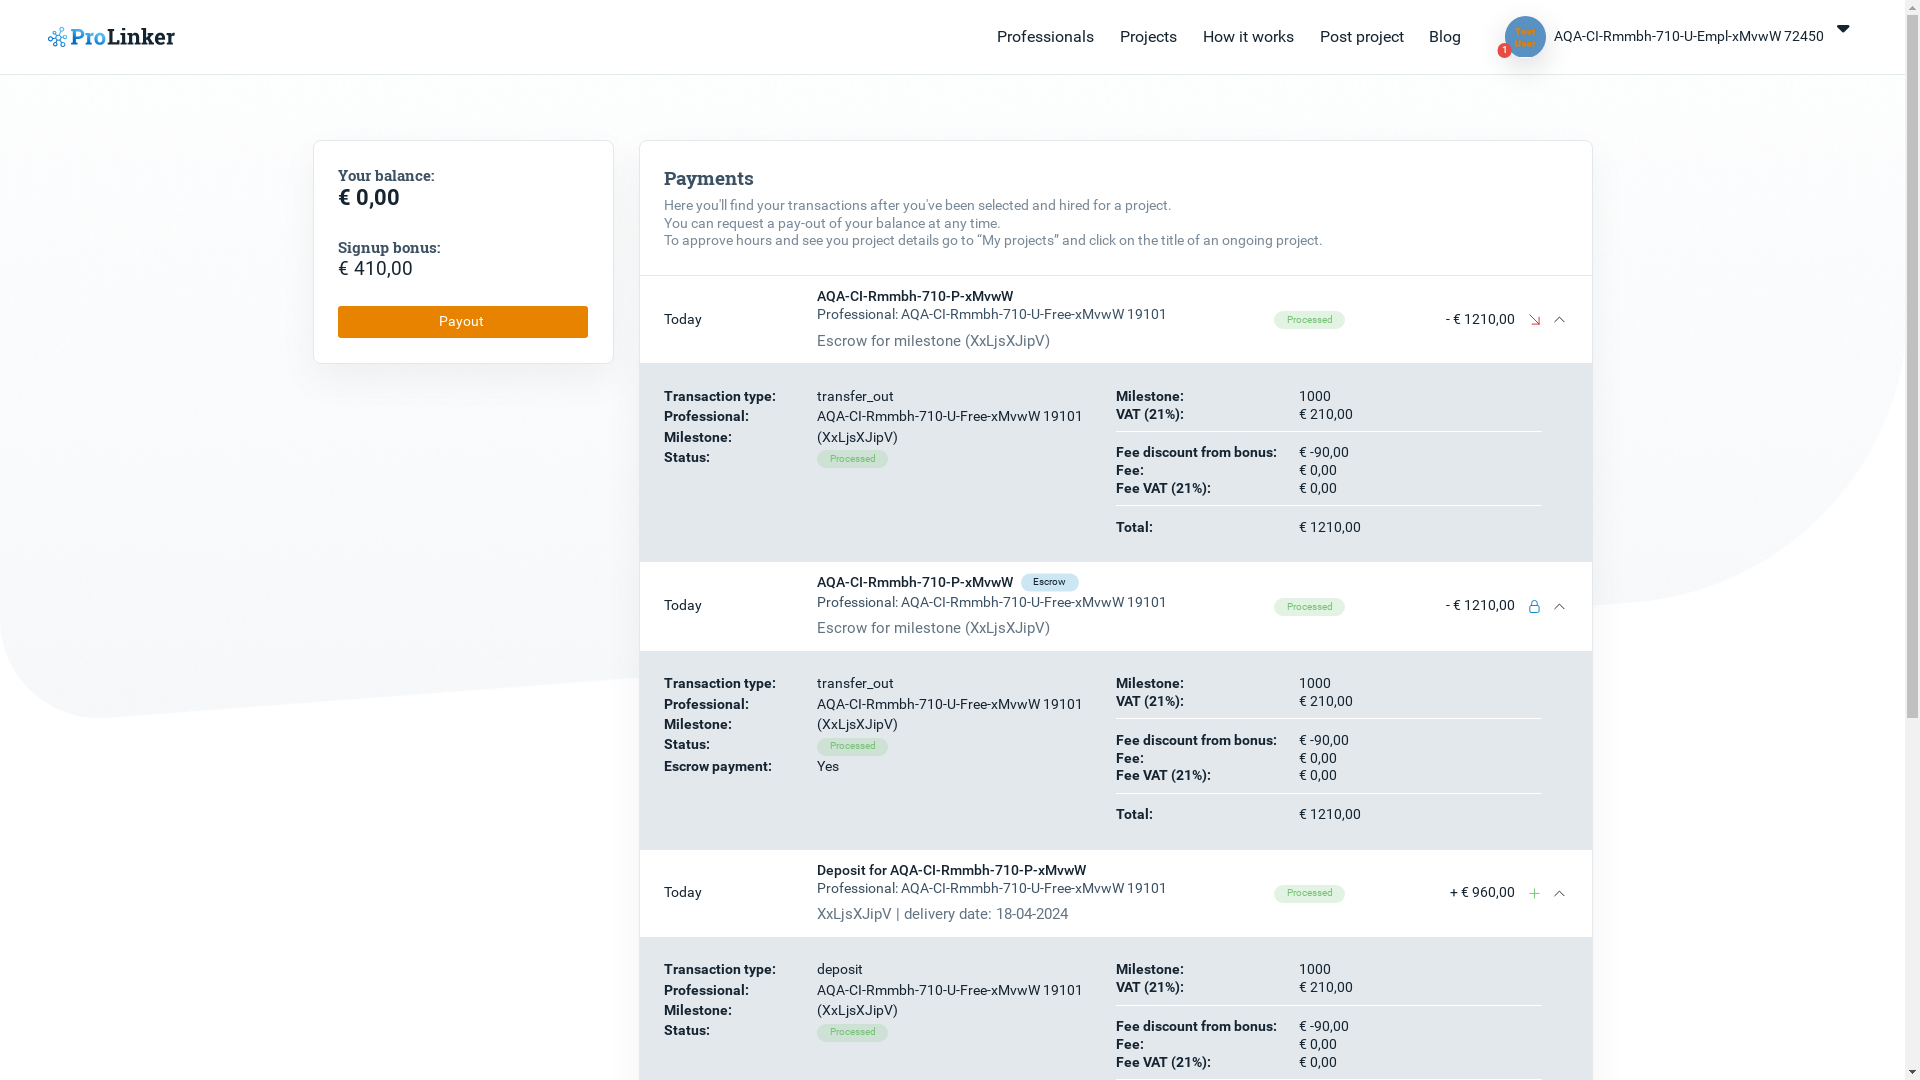 ProLinker
Professionals
Projects
How it works
Post project
Blog
Test
User
1
AQA-CI-Rmmbh-710-U-Empl-xMvwW 72450
Your balance:
€ 0,00
Signup bonus:
€ 410,00
Payout
Payments
Here you'll find your transactions after you've been selected and hired for a project.
You can request a pay-out of your balance at any time.
To approve hours and see you project details go to “My projects” and click on the title of an ongoing project.
Today
AQA-CI-Rmmbh-710-P-xMvwW
Professional: AQA-CI-Rmmbh-710-U-Free-xMvwW 19101
Escrow for milestone (XxLjsXJipV)
Processed
- € 1210,00
Transaction type: transfer_out
Professional: AQA-CI-Rmmbh-710-U-Free-xMvwW 19101
Milestone: (XxLjsXJipV)
Status: Processed
Milestone: 1000
VAT (21%): € 210,00
Fee discount from bonus: € -90,00
Fee: € 0,00
Fee VAT (21%): € 0,00
Total: € 1210,00
Today
AQA-CI-Rmmbh-710-P-xMvwW Escrow
Professional: AQA-CI-Rmmbh-710-U-Free-xMvwW 19101
Escrow for milestone (XxLjsXJipV)
Processed
- € 1210,00
Transaction type: transfer_out
Professional: AQA-CI-Rmmbh-710-U-Free-xMvwW 19101
Milestone: (XxLjsXJipV)
Status: Processed
Escrow payment: Yes
Milestone: 1000
VAT (21%): € 210,00
Fee discount from bonus: € -90,00
Fee: € 0,00
Fee VAT (21%): € 0,00
Total: € 1210,00
Today
Deposit for AQA-CI-Rmmbh-710-P-xMvwW
Professional: AQA-CI-Rmmbh-710-U-Free-xMvwW 19101
XxLjsXJipV | delivery date: 18-04-2024
Processed
+ € 960,00
Transaction type: deposit
Professional: AQA-CI-Rmmbh-710-U-Free-xMvwW 19101
Milestone: (XxLjsXJipV)
Status: Processed
Milestone: 1000
VAT (21%): € 210,00
Fee discount from bonus: € -90,00
Fee: € 0,00
Fee VAT (21%): € 0,00